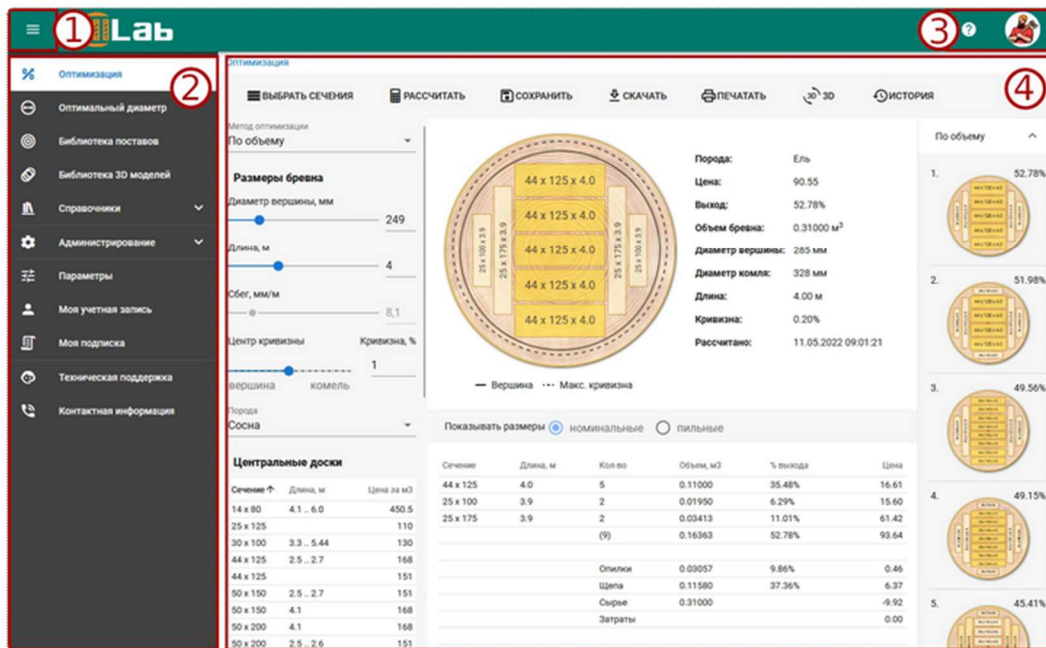 1
Lab
3
?
Оптимизация
2
Оптимальный диаметр
Библиотека поставов
Библиотека 3D моделей
Справочники
Администрирование
Параметры
Моя учетная запись
Моя подписка
Техническая поддержка
Контактная информация
Оптимизация
4
ВЫБРАТЬ СЕЧЕНИЯ РАССЧИТАТЬ СОХРАНИТЬ СКАЧАТЬ ПЕЧАТАТЬ 3D 3D ИСТОРИЯ
Метод оптимизации
По объему
Размеры бревна
Диаметр вершины, мм
249
Длина, м
4
Сбег, мм/м
8,1
Центр кривизны Кривизна, %
1
вершина комель
Порода
Сосна
Центральные доски
Сечение Длина, м Цена за м3
14 x 80 4.1 .. 6.0 450.5
25 x 125 110
30 x 100 3.3 .. 5.44 130
44 x 125 2.5 .. 2.7 168
44 x 125 151
50 x 150 2.5 .. 2.7 151
50 x 150 4.1 168
50 x 200 4.1 168
50 x 200 2.5 .. 2.6 151
44 x 125 x 4.0
44 x 125 x 4.0
44 x 125 x 4.0
44 x 125 x 4.0
44 x 125 x 4.0
25 x 100 x 3.9
25 x 175 x 3.9
25 x 175 x 3.9
25 x 100 x 3.9
Вершина Макс. кривизна
Порода: Ель
Цена: 90.55
Выход: 52.78%
Объем бревна: 0.31000 м3
Диаметр вершины: 285 мм
Диаметр комля: 328 мм
Длина: 4.00 м
Кривизна: 0.20%
Рассчитано: 11.05.2022 09:01:21
Показывать размеры номинальные пильные
Сечение Длина, м Кол-во Объем, м3 % выхода Цена
44 x 125 4.0 5 0.11000 35.48% 16.61
25 x 100 3.9 2 0.01950 6.29% 15.60
25 x 175 3.9 2 0.03413 11.01% 61.42
(9) 0.16363 52.78% 93.64
Опилки 0.03057 9.86% 0.46
Щепа 0.11580 37.36% 6.37
Сырье 0.31000 -9.92
Затраты 0.00
По объему
1. 52.78%
2. 51.98%
3. 49.56%
4. 49.15%
5. 45.41%